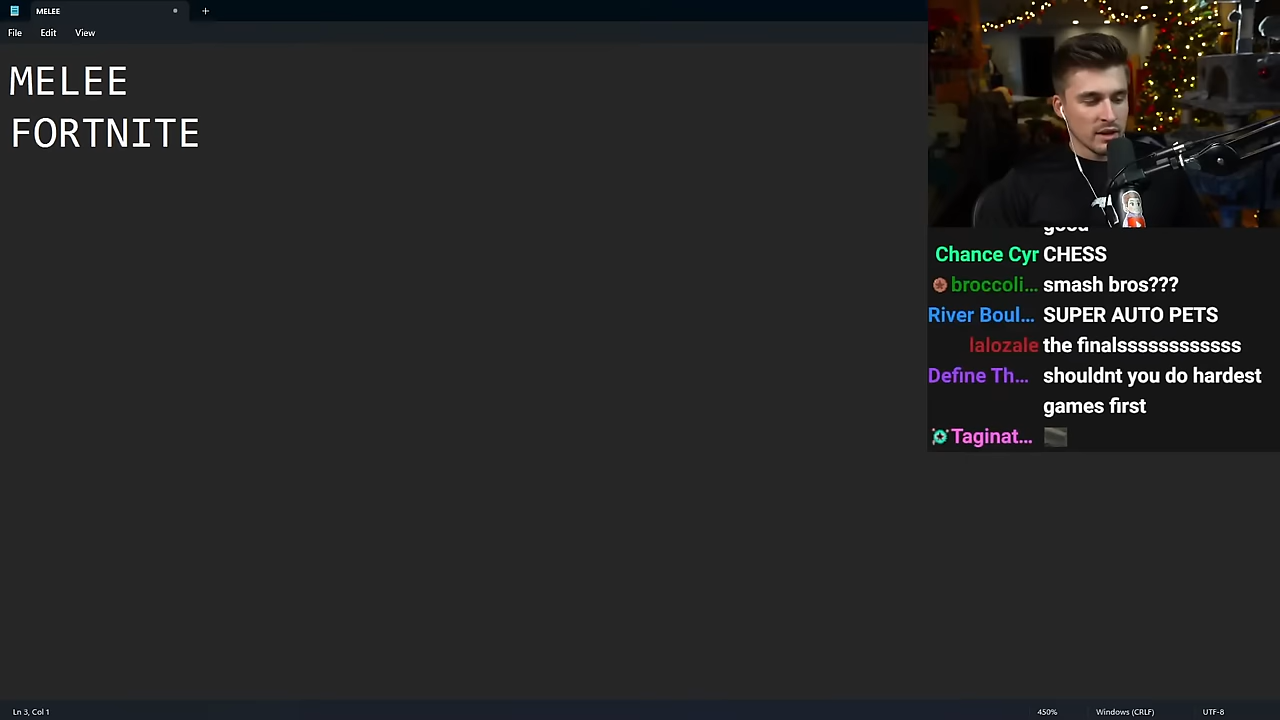 MELEE
File Edit View
MELEE
FORTNITE
Chance Cyr CHESS
broccoli... smash bros???
River Boul... SUPER AUTO PETS
lalozale the finalssssssssssss
Define Th... shouldnt you do hardest
games first
Taginat...
Ln 3, Col 1 450% Windows (CRLF) UTF-8